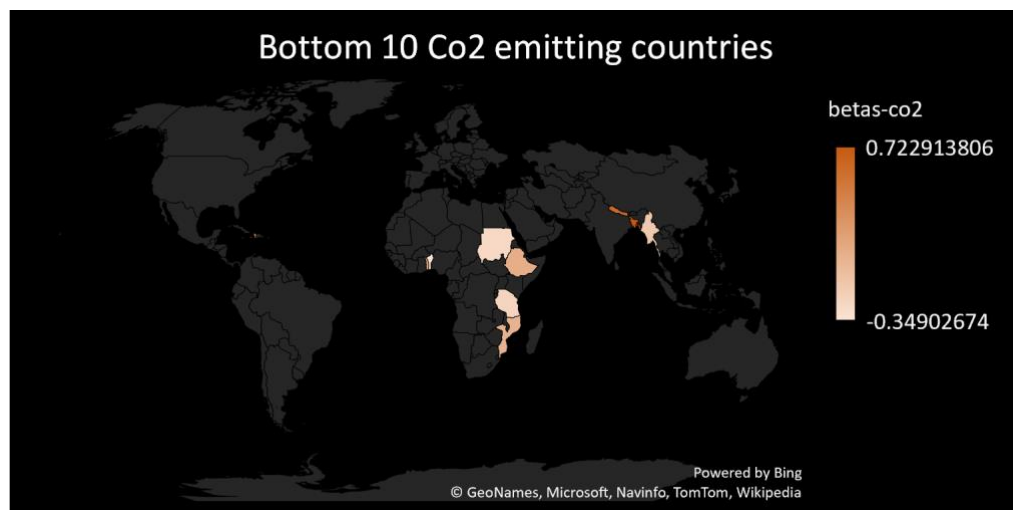 Bottom 10 Co2 emitting countries
betas-co2
0.722913806
-0.34902674
Powered by Bing
© GeoNames, Microsoft, Navinfo, TomTom, Wikipedia